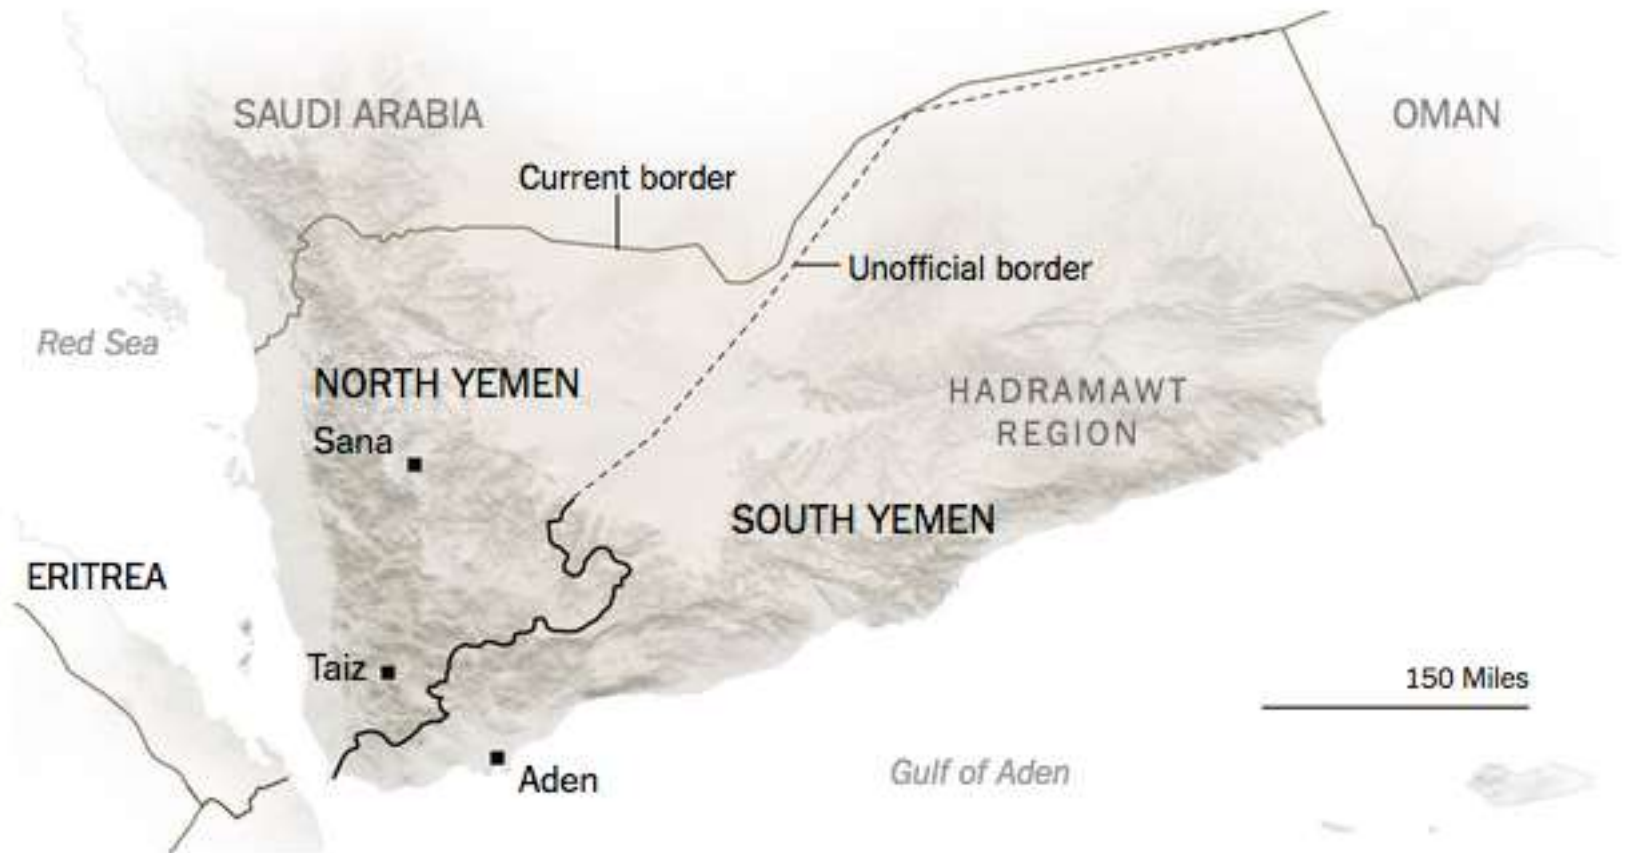 SAUDI ARABIA
OMAN
Current border
Unofficial border
Red Sea
NORTH YEMEN
HADRAMAWT
REGION
Sana
SOUTH YEMEN
ERITREA
Taiz
150 Miles
Aden
Gulf of Aden